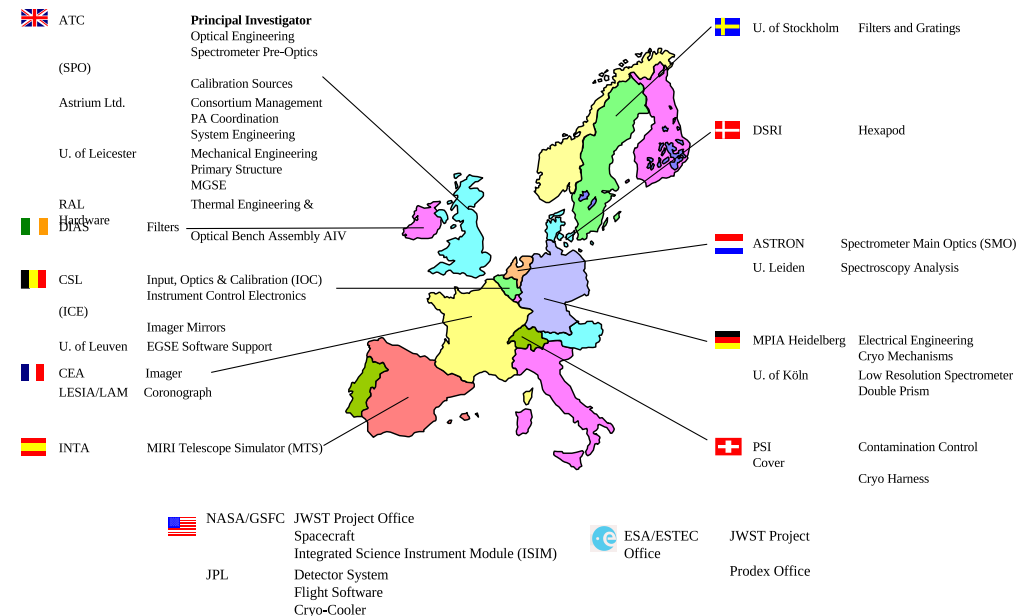 ATC Principal Investigator
Optical Engineering
Spectrometer Pre-Optics
(SPO)
Calibration Sources
Astrium Ltd. Consortium Management
PA Coordination
System Engineering
U. of Leicester Mechanical Engineering
Primary Structure
MGSE
RAL Thermal Engineering &
Hardware
Optical Bench Assembly AIV
DIAS Filters
CSL Input, Optics & Calibration (IOC)
Instrument Control Electronics
(ICE)
Imager Mirrors
U. of Leuven EGSE Software Support
CEA Imager
LESIA/LAM Coronograph
INTA MIRI Telescope Simulator (MTS)
U. of Stockholm Filters and Gratings
DSRI Hexapod
ASTRON Spectrometer Main Optics (SMO)
U. Leiden Spectroscopy Analysis
MPIA Heidelberg Electrical Engineering
Cryo Mechanisms
U. of Köln Low Resolution Spectrometer
Double Prism
PSI Contamination Control
Cover
Cryo Harness
NASA/GSFC JWST Project Office
Spacecraft
Integrated Science Instrument Module (ISIM)
JPL Detector System
Flight Software
Cryo-Cooler
ESA/ESTEC JWST Project
Office
Prodex Office